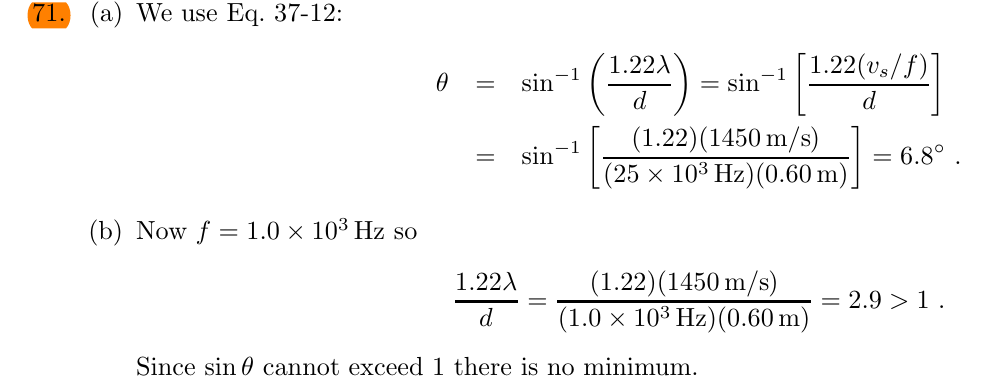 71. (a) We use Eq. 37-12:
θ = sin⁻¹ (1.22λ / d) = sin⁻¹ [1.22(vₛ/f) / d]
= sin⁻¹ [(1.22)(1450 m/s) / (25 × 10³ Hz)(0.60 m)] = 6.8° .
(b) Now f = 1.0 × 10³ Hz so
1.22λ / d = (1.22)(1450 m/s) / (1.0 × 10³ Hz)(0.60 m) = 2.9 > 1 .
Since sin θ cannot exceed 1 there is no minimum.